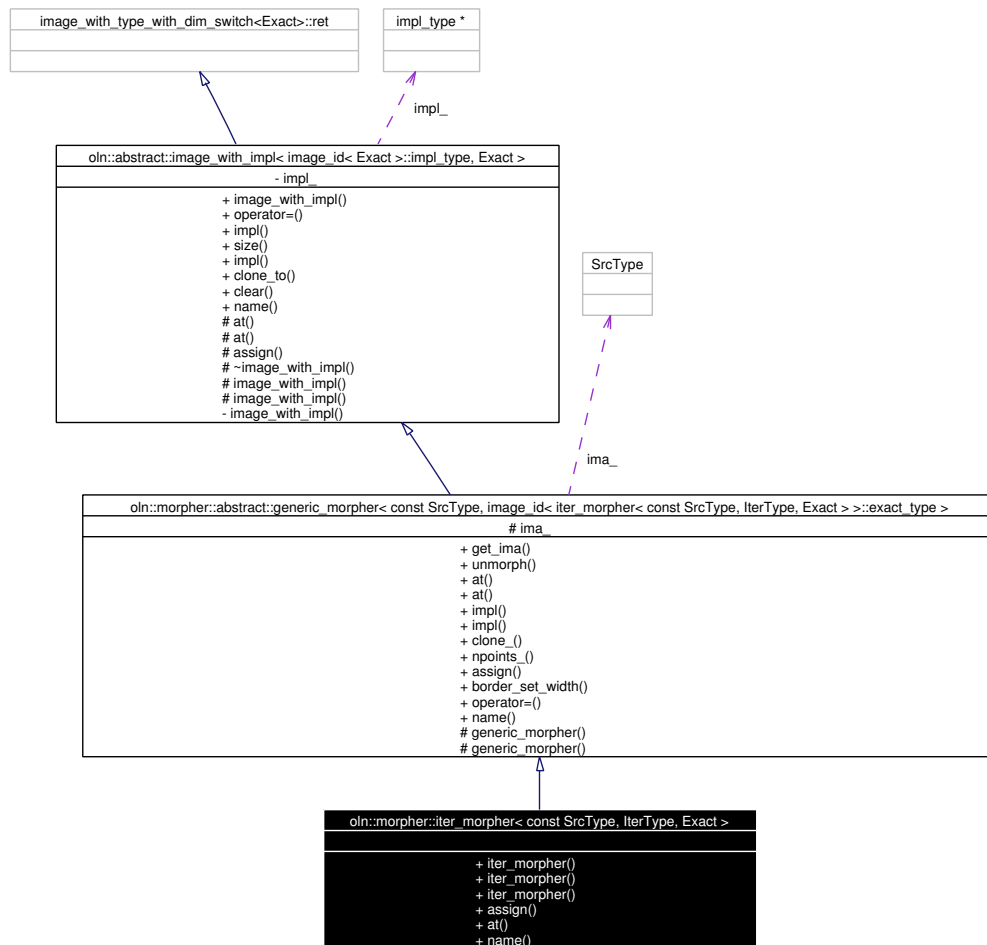 image_with_type_with_dim_switch<Exact>::ret
impl_type *
impl_
oln::abstract::image_with_impl< image_id< Exact >::impl_type, Exact >
- impl_
+ image_with_impl()
+ operator=()
+ impl()
+ size()
+ impl()
+ clone_to()
+ clear()
+ name()
# at()
# at()
# assign()
# ~image_with_impl()
# image_with_impl()
# image_with_impl()
- image_with_impl()
SrcType
ima_
oln::morpher::abstract::generic_morpher< const SrcType, image_id< iter_morpher< const SrcType, IterType, Exact > >::exact_type >
# ima_
+ get_ima()
+ unmorph()
+ at()
+ at()
+ impl()
+ impl()
+ clone_()
+ npoints_()
+ assign()
+ border_set_width()
+ operator=()
+ name()
# generic_morpher()
# generic_morpher()
oln::morpher::iter_morpher< const SrcType, IterType, Exact >
+ iter_morpher()
+ iter_morpher()
+ iter_morpher()
+ assign()
+ at()
+ name()